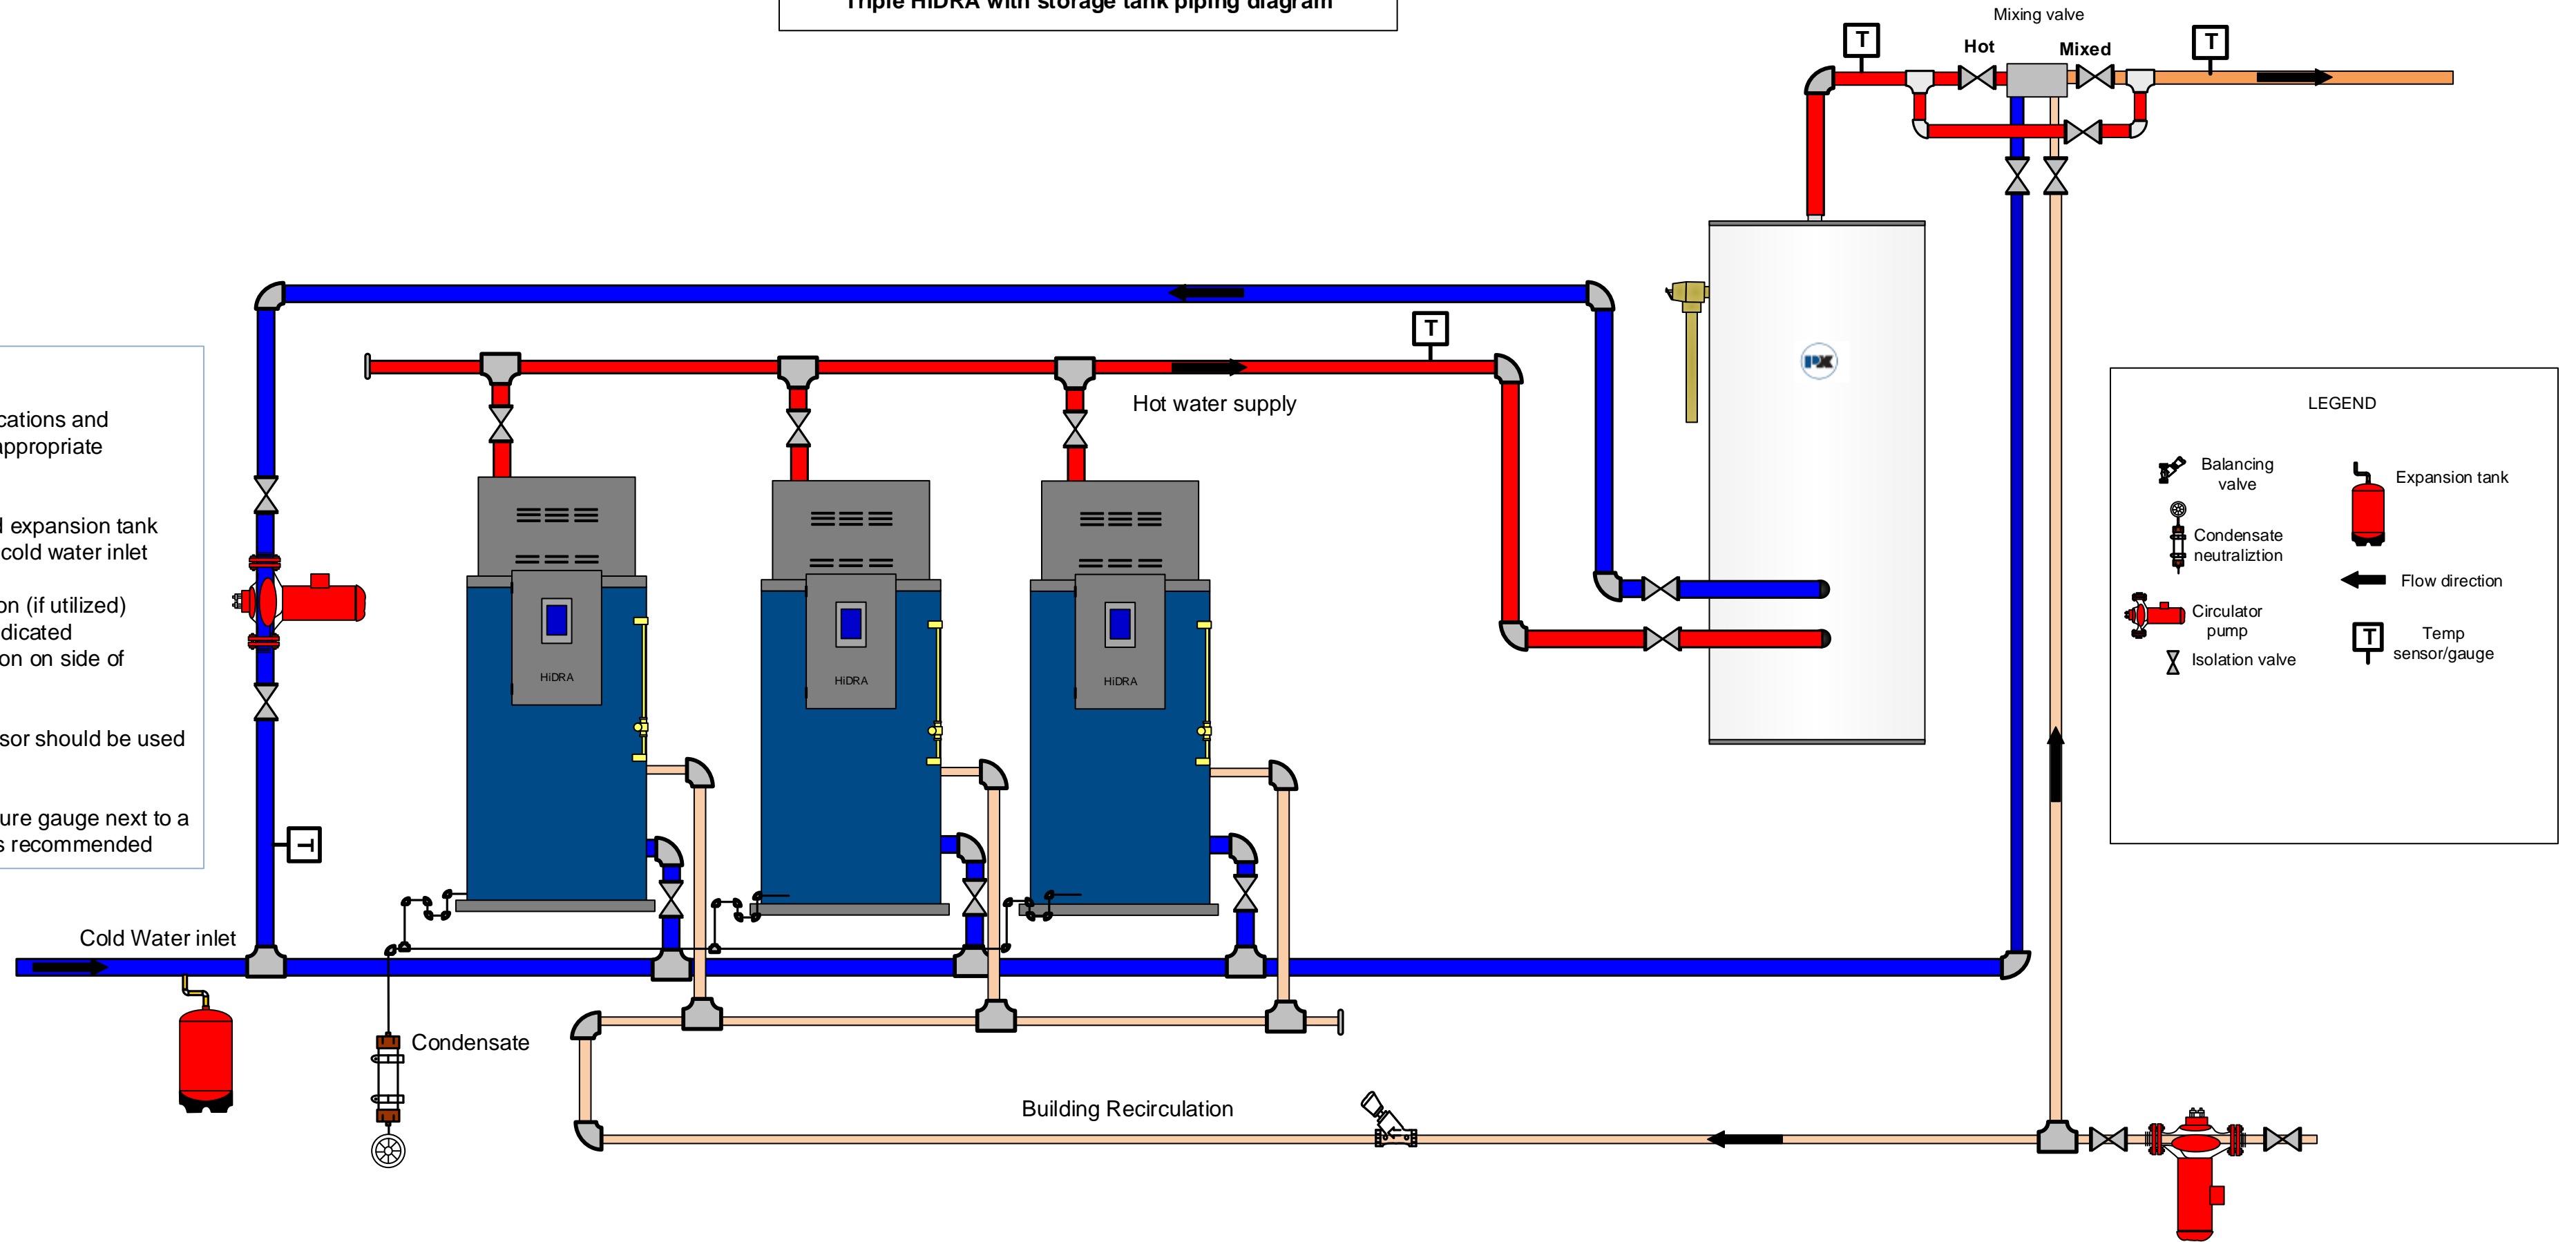 Triple HiDRA with storage tank piping diagram
Mixing valve
Hot
Mixed
T
T
T
PX
Hot water supply
cations and
appropriate
expansion tank
cold water inlet
on (if utilized)
dicated
on on side of
sor should be used
ure gauge next to a
s recommended
HiDRA
HiDRA
HiDRA
T
Cold Water inlet
Condensate
Building Recirculation
LEGEND
Balancing
valve
Expansion tank
Condensate
neutraliztion
Flow direction
Circulator
pump
T
Temp
sensor/gauge
Isolation valve